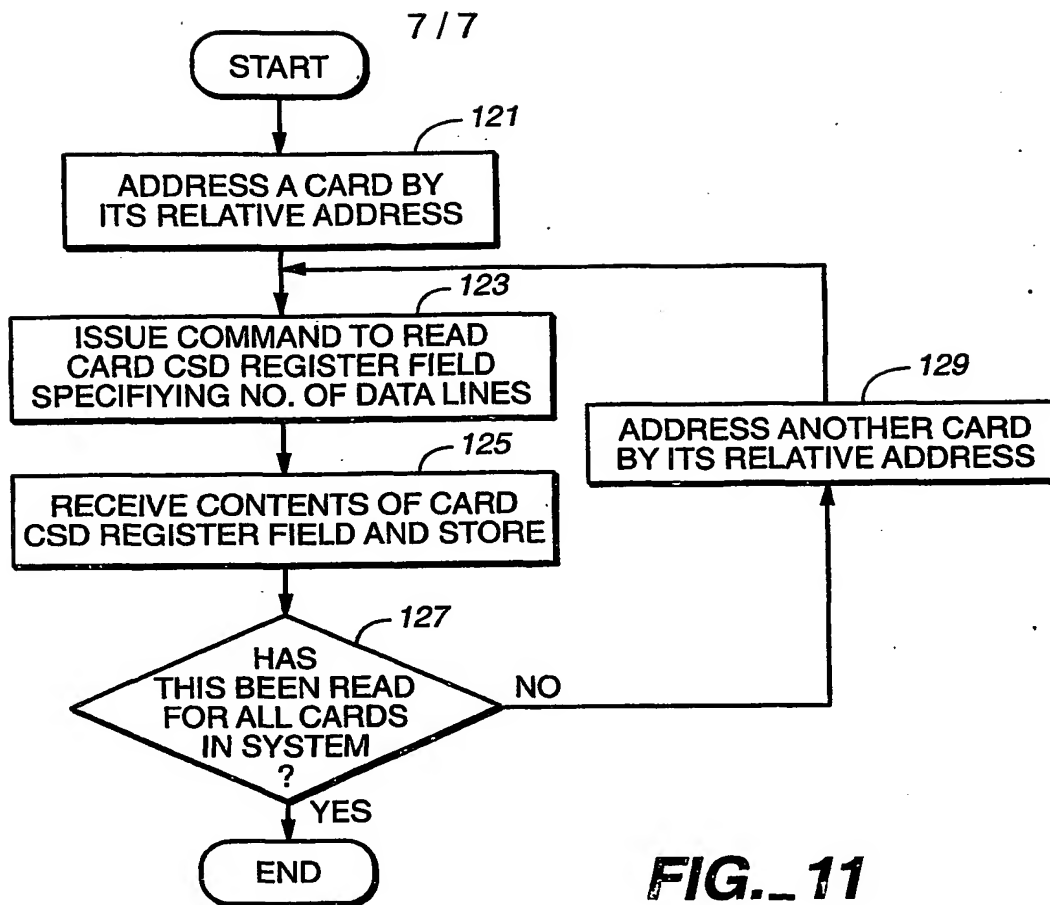 7 / 7
START
121
ADDRESS A CARD BY
ITS RELATIVE ADDRESS
123
ISSUE COMMAND TO READ
CARD CSD REGISTER FIELD
SPECIFIYING NO. OF DATA LINES
129
ADDRESS ANOTHER CARD
BY ITS RELATIVE ADDRESS
125
RECEIVE CONTENTS OF CARD
CSD REGISTER FIELD AND STORE
127
HAS
THIS BEEN READ
FOR ALL CARDS
IN SYSTEM
?
NO
YES
END
FIG._11